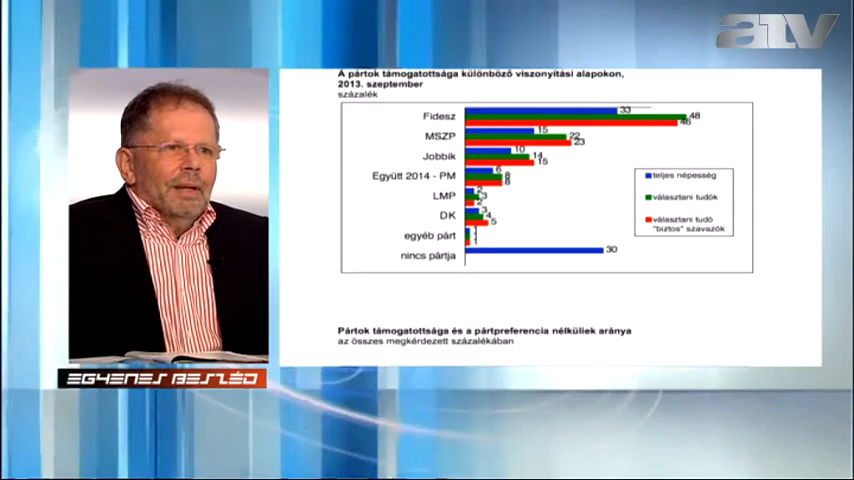 atv
A pártok támogatottsága különböző viszonyítási alapokon,
2013. szeptember
százalék
Fidesz 33 48 46
MSZP 15 22 23
Jobbik 10 14 15
Együtt 2014 - PM 6 8 8
LMP 2 3 2
DK 3 4 5
egyéb párt 1 1 1
nincs pártja 30
teljes népesség
választani tudók
választani tudó
"biztos" szavazók
Pártok támogatottsága és a pártpreferencia nélküliek aránya
az összes megkérdezett százalékában
EGYENES BESZÉD